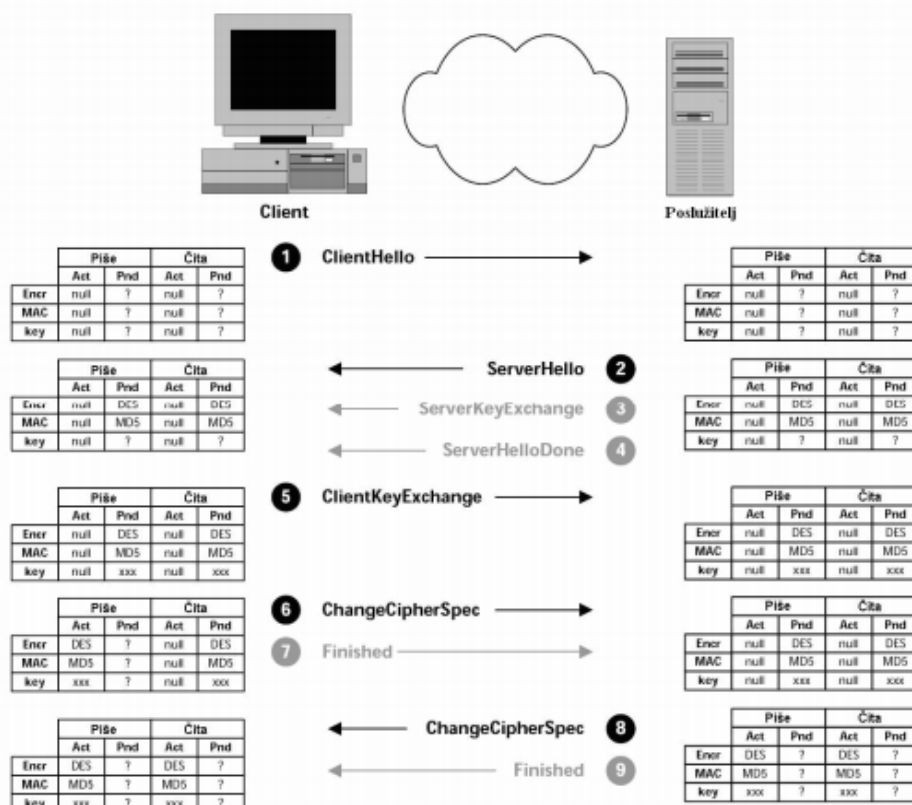 Client
Poslužitelj
Piše Čita
Act Pnd Act Pnd
Encr null ? null ?
MAC null ? null ?
key null ? null ?
1 ClientHello
Piše Čita
Act Pnd Act Pnd
Encr null ? null ?
MAC null ? null ?
key null ? null ?
Piše Čita
Act Pnd Act Pnd
Encr null DES null DES
MAC null MD5 null MD5
key null ? null ?
ServerHello 2
ServerKeyExchange 3
ServerHelloDone 4
Piše Čita
Act Pnd Act Pnd
Encr null DES null DES
MAC null MD5 null MD5
key null ? null ?
Piše Čita
Act Pnd Act Pnd
Encr null DES null DES
MAC null MD5 null MD5
key null xxx null xxx
5 ClientKeyExchange
Piše Čita
Act Pnd Act Pnd
Encr null DES null DES
MAC null MD5 null MD5
key null xxx null xxx
Piše Čita
Act Pnd Act Pnd
Encr DES ? null DES
MAC MD5 ? null MD5
key xxx ? null xxx
6 ChangeCipherSpec
7 Finished
Piše Čita
Act Pnd Act Pnd
Encr null DES null DES
MAC null MD5 null MD5
key null xxx null xxx
Piše Čita
Act Pnd Act Pnd
Encr DES ? DES ?
MAC MD5 ? MD5 ?
key xxx ? xxx ?
ChangeCipherSpec 8
Finished 9
Piše Čita
Act Pnd Act Pnd
Encr DES ? DES ?
MAC MD5 ? MD5 ?
key xxx ? xxx ?